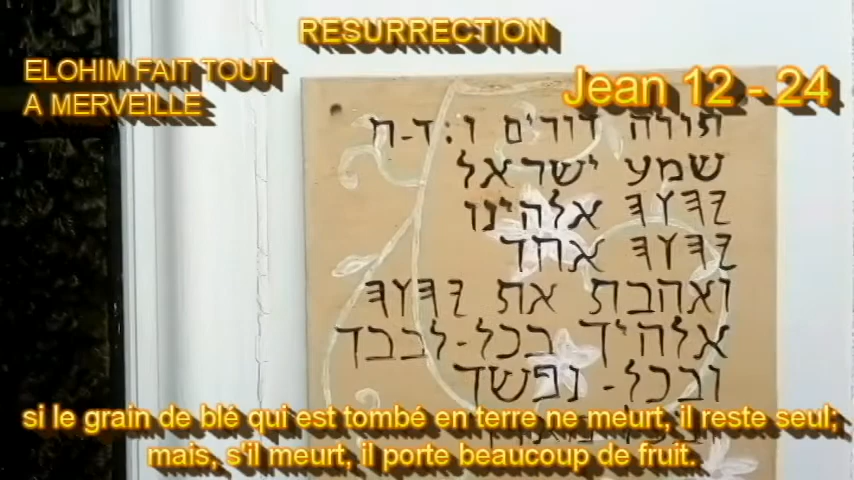 RESURRECTION
ELOHIM FAIT TOUT
A MERVEILLE
Jean 12 - 24
תורה דורים ו:ד-ח
שמע ישראל
𐤉𐤄𐤅𐤄 אלהינו
𐤉𐤄𐤅𐤄 אחד
ואהבת את 𐤉𐤄𐤅𐤄
אלהיך בכל-לבבך
ובכל- נפשך
si le grain de blé qui est tombé en terre ne meurt, il reste seul;
mais, s'il meurt, il porte beaucoup de fruit.